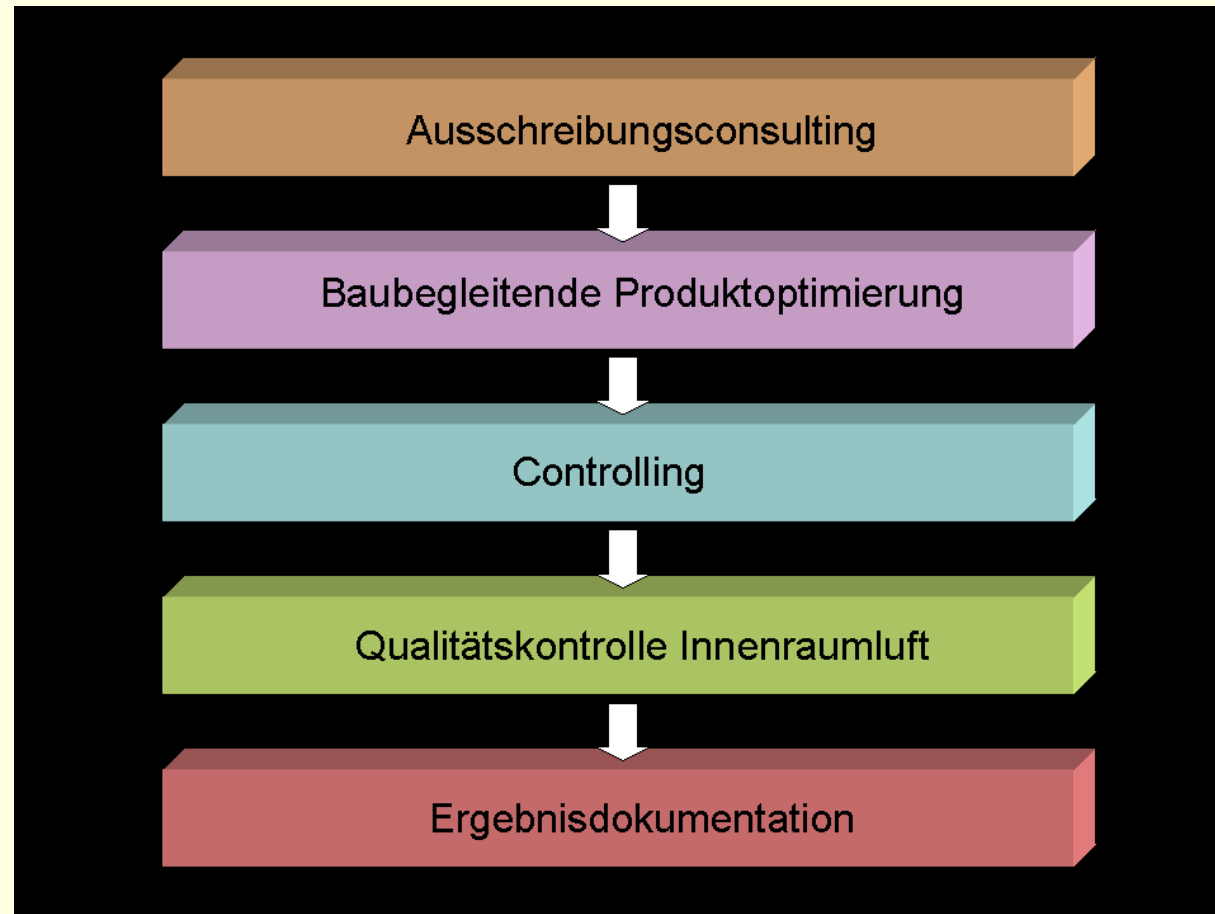 Ausschreibungsconsulting
Baubegleitende Produktoptimierung
Controlling
Qualitätskontrolle Innenraumluft
Ergebnisdokumentation